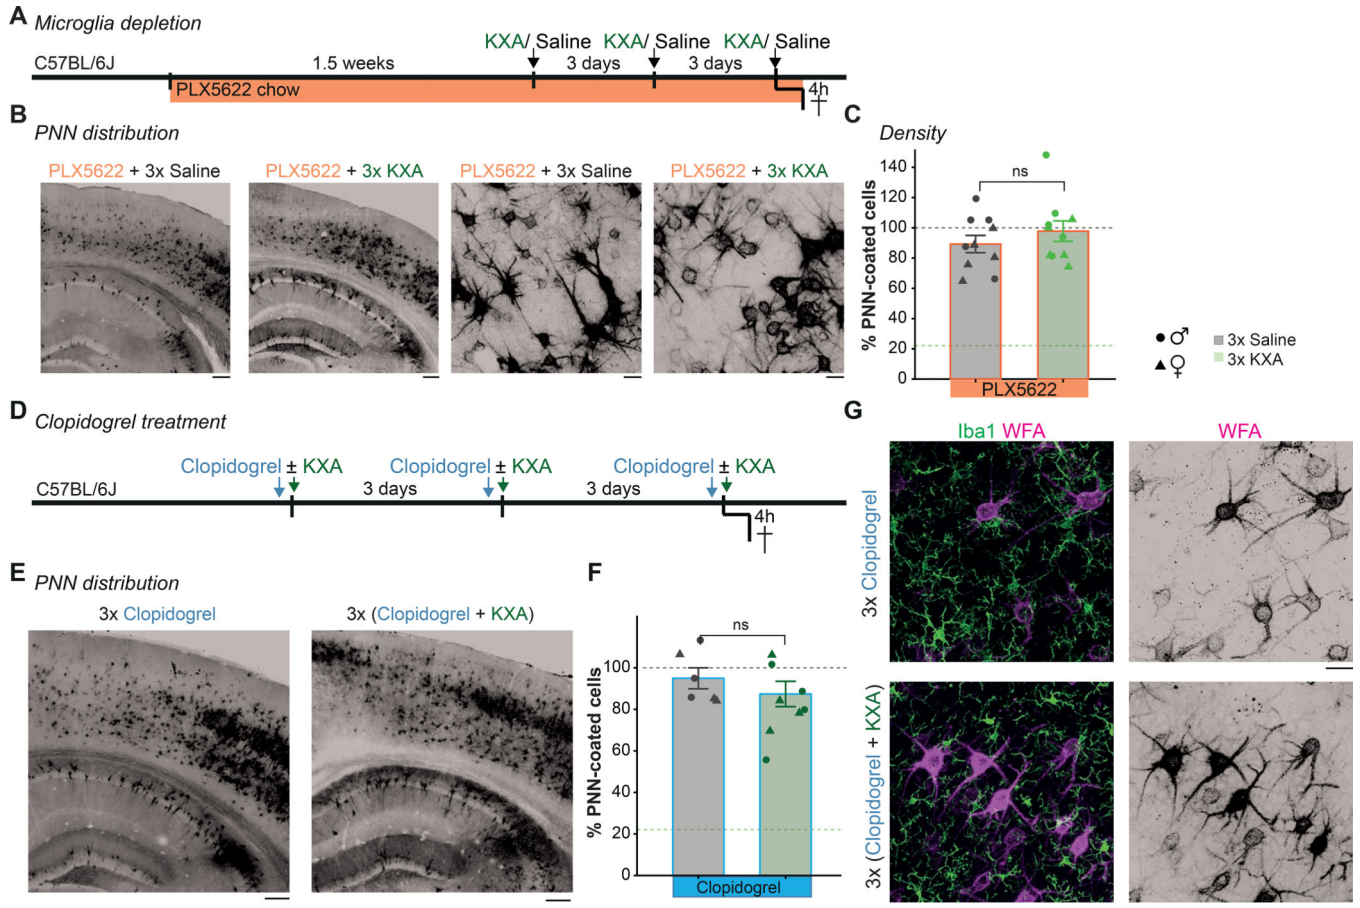 A Microglia depletion
KXA/ Saline KXA/ Saline KXA/ Saline
C57BL/6J 1.5 weeks 3 days 3 days
PLX5622 chow 4h
B PNN distribution
PLX5622 + 3x Saline PLX5622 + 3x KXA PLX5622 + 3x Saline PLX5622 + 3x KXA
C Density
% PNN-coated cells
140
120
100
80
60
40
20
0
ns
PLX5622
♂ 3x Saline
♀ 3x KXA
D Clopidogrel treatment
Clopidogrel ± KXA Clopidogrel ± KXA Clopidogrel ± KXA
C57BL/6J 3 days 3 days
4h
E PNN distribution
3x Clopidogrel 3x (Clopidogrel + KXA)
F
% PNN-coated cells
100
80
60
40
20
0
ns
Clopidogrel
G
Iba1 WFA WFA
3x Clopidogrel
3x (Clopidogrel + KXA)